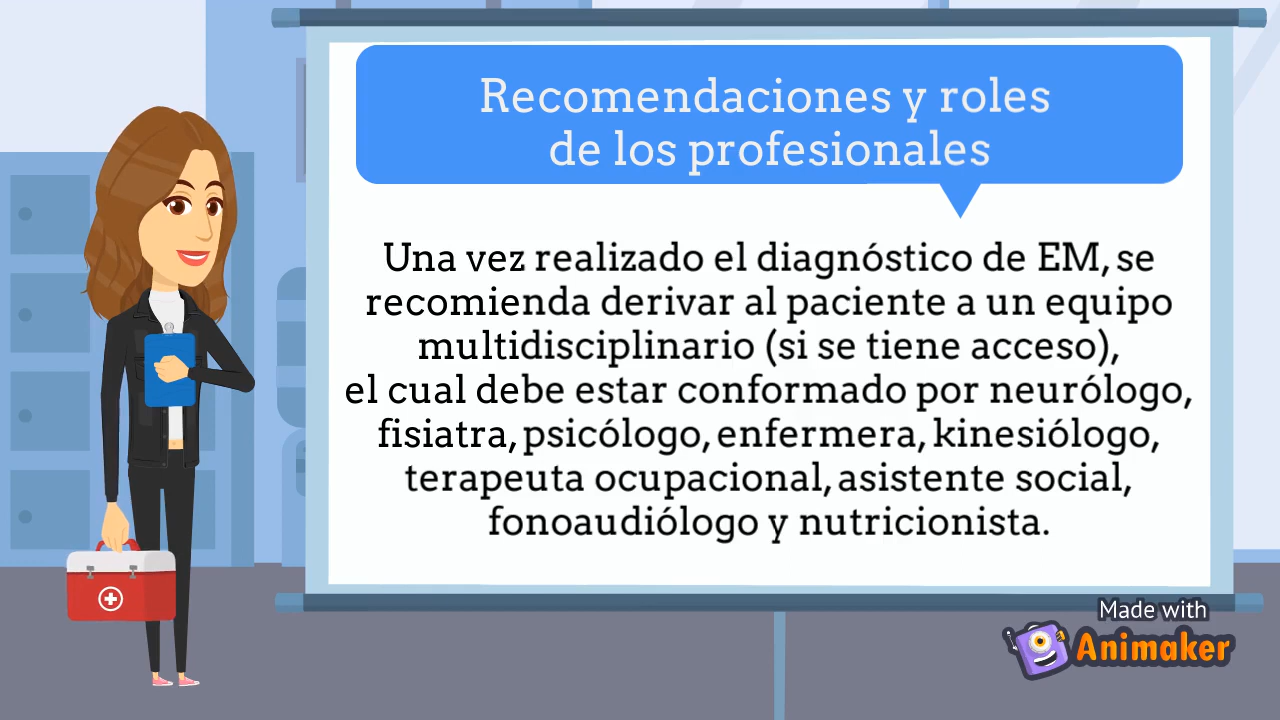 Recomendaciones y roles
de los profesionales
Una vez realizado el diagnóstico de EM, se
recomienda derivar al paciente a un equipo
multidisciplinario (si se tiene acceso),
el cual debe estar conformado por neurólogo,
fisiatra, psicólogo, enfermera, kinesiólogo,
terapeuta ocupacional, asistente social,
fonoaudiólogo y nutricionista.
Made with
Animaker